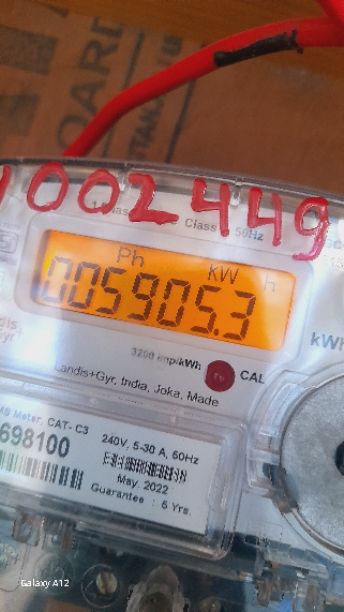 OARD
1002449
Class
50Hz
Ph kW h
005905.3
kWh
3200 imp/kWh
CAL
Landis+Gyr, India, Joka, Made
Meter, CAT- C3
698100
240V, 5-30 A, 50Hz
May, 2022
Guarantee : 5 Yrs.
Galaxy A12